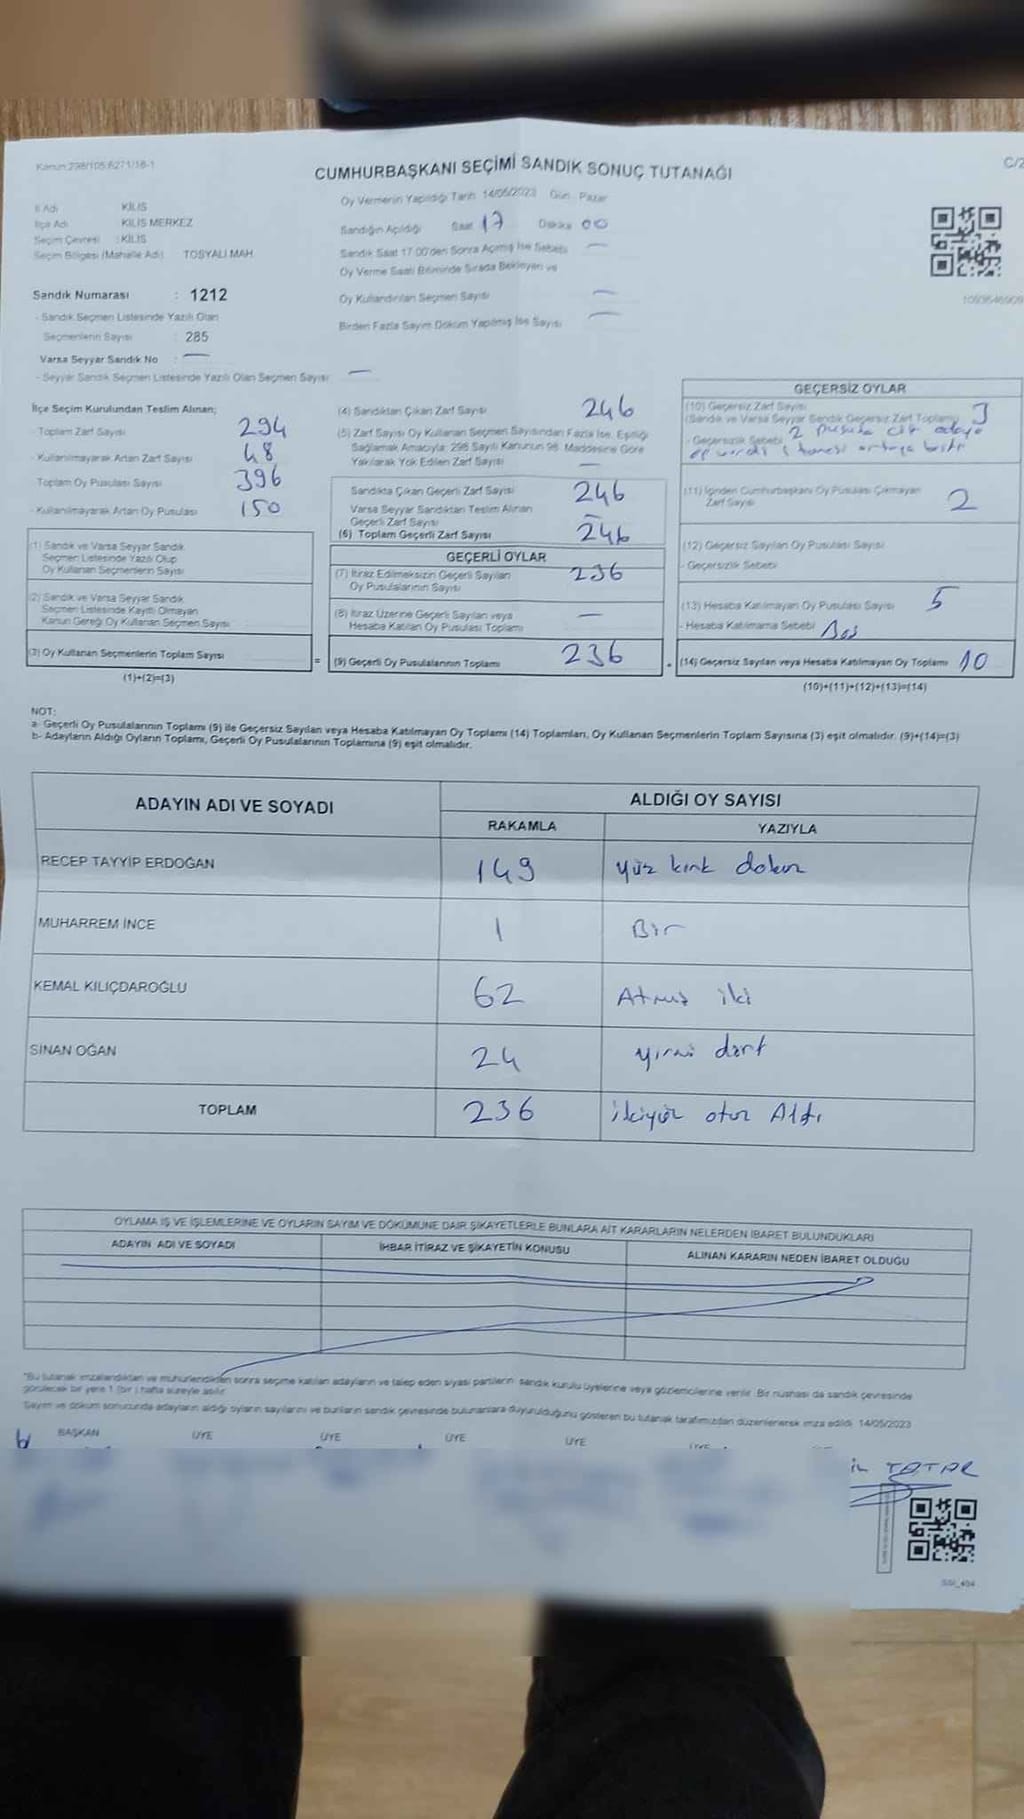 Kanun:298/105,6271/18-1
C/2
CUMHURBAŞKANI SEÇİMİ SANDIK SONUÇ TUTANAĞI
İl Adı KİLİS
İlçe Adı KİLİS MERKEZ
Seçim Çevresi : KİLİS
Seçim Bölgesi (Mahalle Adı) TOSYALI MAH.
Oy Vermenin Yapıldığı Tarih 14/05/2023 Gün Pazar
Sandığın Açıldığı Saat 17 Dakika 00
Sandık Saat 17:00'den Sonra Açılmış İse Sebebi —
Oy Verme Saati Bitiminde Sırada Bekleyen ve
Oy Kullandırılan Seçmen Sayısı —
Birden Fazla Sayım Döküm Yapılmış İse Sayısı —
Sandık Numarası : 1212
- Sandık Seçmen Listesinde Yazılı Olan
Seçmenlerin Sayısı : 285
Varsa Seyyar Sandık No : —
- Seyyar Sandık Seçmen Listesinde Yazılı Olan Seçmen Sayısı —
İlçe Seçim Kurulundan Teslim Alınan;
- Toplam Zarf Sayısı 294
- Kullanılmayarak Artan Zarf Sayısı 48
Toplam Oy Pusulası Sayısı 396
- Kullanılmayarak Artan Oy Pusulası 150
(1) Sandık ve Varsa Seyyar Sandık
Seçmen Listesinde Yazılı Olup
Oy Kullanan Seçmenlerin Sayısı
(2) Sandık ve Varsa Seyyar Sandık
Seçmen Listesinde Kayıtlı Olmayan
Kanun Gereği Oy Kullanan Seçmen Sayısı
(3) Oy Kullanan Seçmenlerin Toplam Sayısı
(1)+(2)=(3)
(4) Sandıktan Çıkan Zarf Sayısı 246
(5) Zarf Sayısı Oy Kullanan Seçmen Sayısından Fazla İse, Eşitliği
Sağlamak Amacıyla; 298 Sayılı Kanunun 98. Maddesine Göre
Yakılarak Yok Edilen Zarf Sayısı —
Sandıkta Çıkan Geçerli Zarf Sayısı 246
Varsa Seyyar Sandıktan Teslim Alınan
Geçerli Zarf Sayısı —
(6) Toplam Geçerli Zarf Sayısı 246
GEÇERLİ OYLAR
(7) İtiraz Edilmeksizin Geçerli Sayılan
Oy Pusulalarının Sayısı 236
(8) İtiraz Üzerine Geçerli Sayılan veya
Hesaba Katılan Oy Pusulası Toplamı —
= (9) Geçerli Oy Pusulalarının Toplamı 236
GEÇERSİZ OYLAR
(10) Geçersiz Zarf Sayısı
(Sandık ve Varsa Seyyar Sandık Geçersiz Zarf Toplamı) 3
- Geçersizlik Sebebi 2 pusula
(11) İçinden Cumhurbaşkanı Oy Pusulası Çıkmayan
Zarf Sayısı 2
(12) Geçersiz Sayılan Oy Pusulası Sayısı
- Geçersizlik Sebebi
(13) Hesaba Katılmayan Oy Pusulası Sayısı 5
- Hesaba Katılmama Sebebi Boş
(14) Geçersiz Sayılan veya Hesaba Katılmayan Oy Toplamı 10
(10)+(11)+(12)+(13)=(14)
NOT:
a- Geçerli Oy Pusulalarının Toplamı (9) ile Geçersiz Sayılan veya Hesaba Katılmayan Oy Toplamı (14) Toplamları, Oy Kullanan Seçmenlerin Toplam Sayısına (3) eşit olmalıdır. (9)+(14)=(3)
b- Adayların Aldığı Oyların Toplamı, Geçerli Oy Pusulalarının Toplamına (9) eşit olmalıdır.
ADAYIN ADI VE SOYADI ALDIĞI OY SAYISI
RAKAMLA YAZIYLA
RECEP TAYYİP ERDOĞAN 149 yüz kırk dokuz
MUHARREM İNCE 1 Bir
KEMAL KILIÇDAROĞLU 62 Atmış iki
SİNAN OĞAN 24 yirmi dört
TOPLAM 236 ikiyüz otuz Altı
OYLAMA İŞ VE İŞLEMLERİNE VE OYLARIN SAYIM VE DÖKÜMÜNE DAİR ŞİKAYETLERLE BUNLARA AİT KARARLARIN NELERDEN İBARET BULUNDUKLARI
ADAYIN ADI VE SOYADI İHBAR İTİRAZ VE ŞİKAYETİN KONUSU ALINAN KARARIN NEDEN İBARET OLDUĞU
"Bu tutanak imzalandıktan ve mühürlendikten sonra seçime katılan adayların ve talep eden siyasi partilerin sandık kurulu üyelerine veya gözlemcilerine verilir. Bir nüshası da sandık çevresinde
görülecek bir yere 1 (bir) hafta süreyle asılır.
Sayım ve döküm sonucunda adayların aldığı oyların sayılarını ve bunların sandık çevresinde bulunanlara duyurulduğunu gösteren bu tutanak tarafımızdan düzenlenerek imza edildi. 14/05/2023
BAŞKAN ÜYE ÜYE ÜYE ÜYE
TATAR